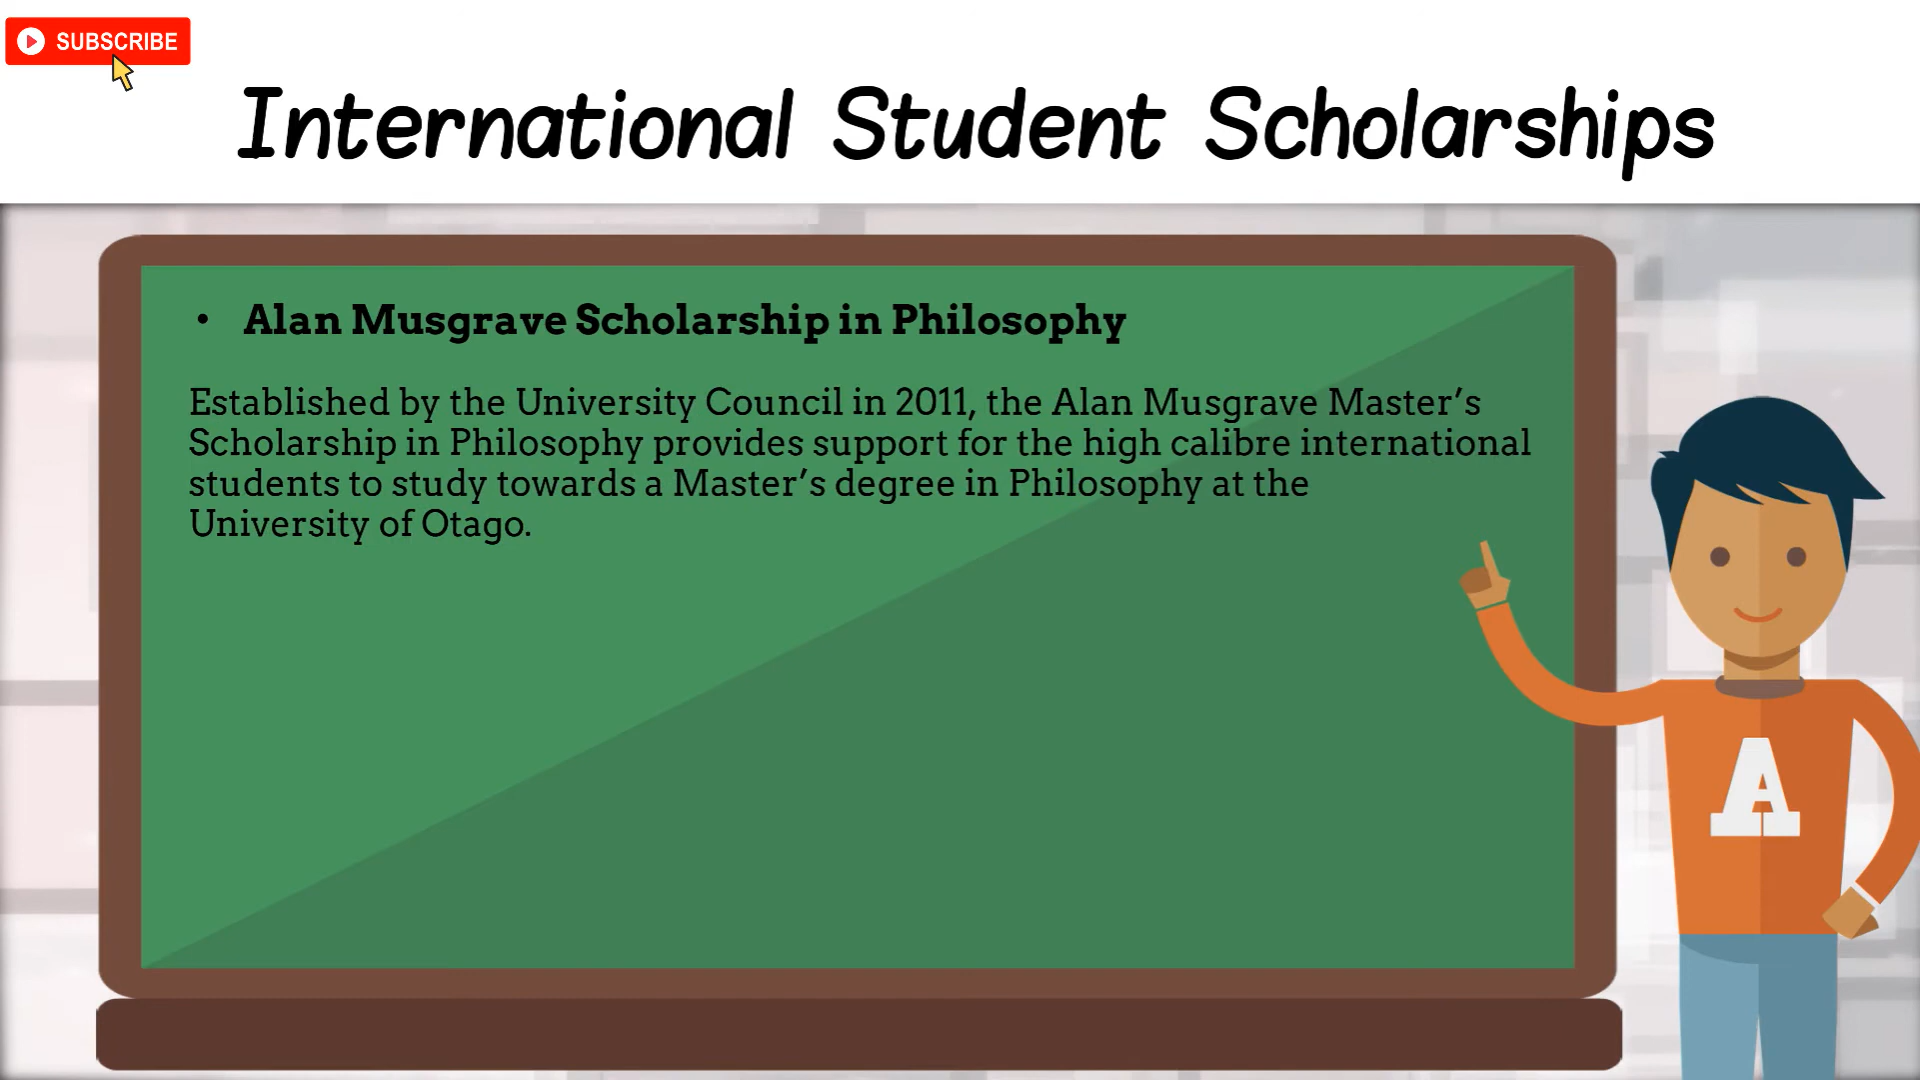 SUBSCRIBE
International Student Scholarships
• Alan Musgrave Scholarship in Philosophy
Established by the University Council in 2011, the Alan Musgrave Master’s
Scholarship in Philosophy provides support for the high calibre international
students to study towards a Master’s degree in Philosophy at the
University of Otago.
A